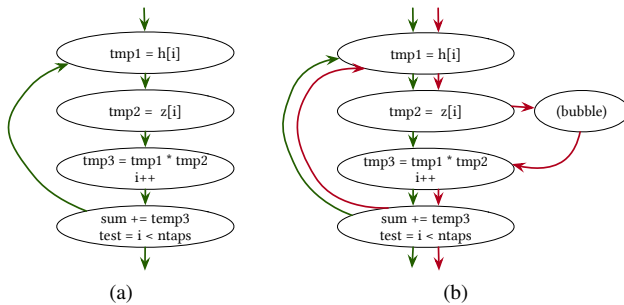 tmp1 = h[i]
tmp2 = z[i]
tmp3 = tmp1 * tmp2
i++
sum += temp3
test = i < ntaps
(a)
tmp1 = h[i]
tmp2 = z[i]
(bubble)
tmp3 = tmp1 * tmp2
i++
sum += temp3
test = i < ntaps
(b)